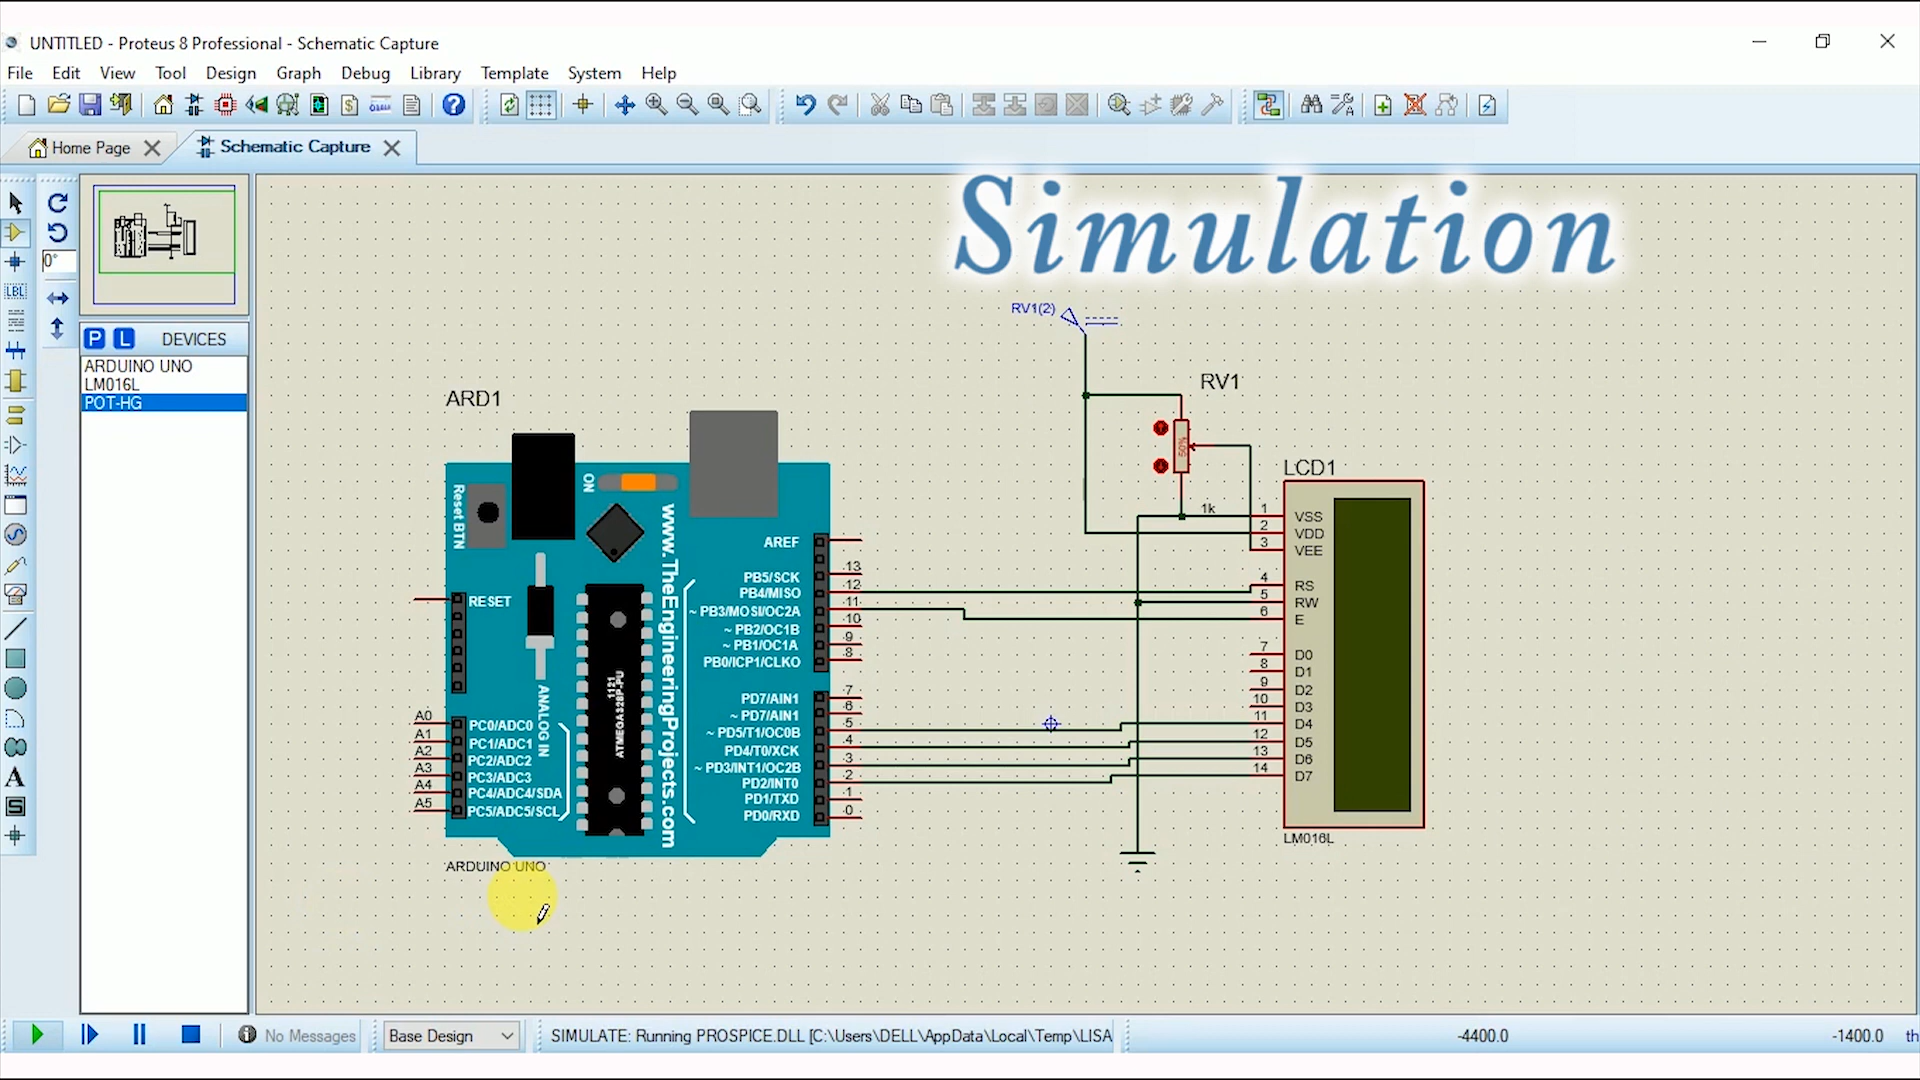 UNTITLED - Proteus 8 Professional - Schematic Capture
File Edit View Tool Design Graph Debug Library Template System Help
Home Page
Schematic Capture
Simulation
0°
LBL
P L DEVICES
ARDUINO UNO
LM016L
POT-HG
A
S
RV1(2)
RV1
50%
1k
ARD1
Reset BTN
ON
www.TheEngineeringProjects.com
AREF
RESET
13
PB5/SCK
12
PB4/MISO
11
~ PB3/MOSI/OC2A
10
~ PB2/OC1B
9
~ PB1/OC1A
8
PB0/ICP1/CLKO
7
PD7/AIN1
6
~ PD7/AIN1
5
~ PD5/T1/OC0B
4
PD4/T0/XCK
3
~ PD3/INT1/OC2B
2
PD2/INT0
1
PD1/TXD
0
PD0/RXD
1121
ATMEGA328P-PU
ANALOG IN
A0 PC0/ADC0
A1 PC1/ADC1
A2 PC2/ADC2
A3 PC3/ADC3
A4 PC4/ADC4/SDA
A5 PC5/ADC5/SCL
ARDUINO UNO
LCD1
1 VSS
2 VDD
3 VEE
4 RS
5 RW
6 E
7 D0
8 D1
9 D2
10 D3
11 D4
12 D5
13 D6
14 D7
LM016L
No Messages
Base Design
SIMULATE: Running PROSPICE.DLL [C:\Users\DELL\AppData\Local\Temp\LISA
-4400.0
-1400.0
th